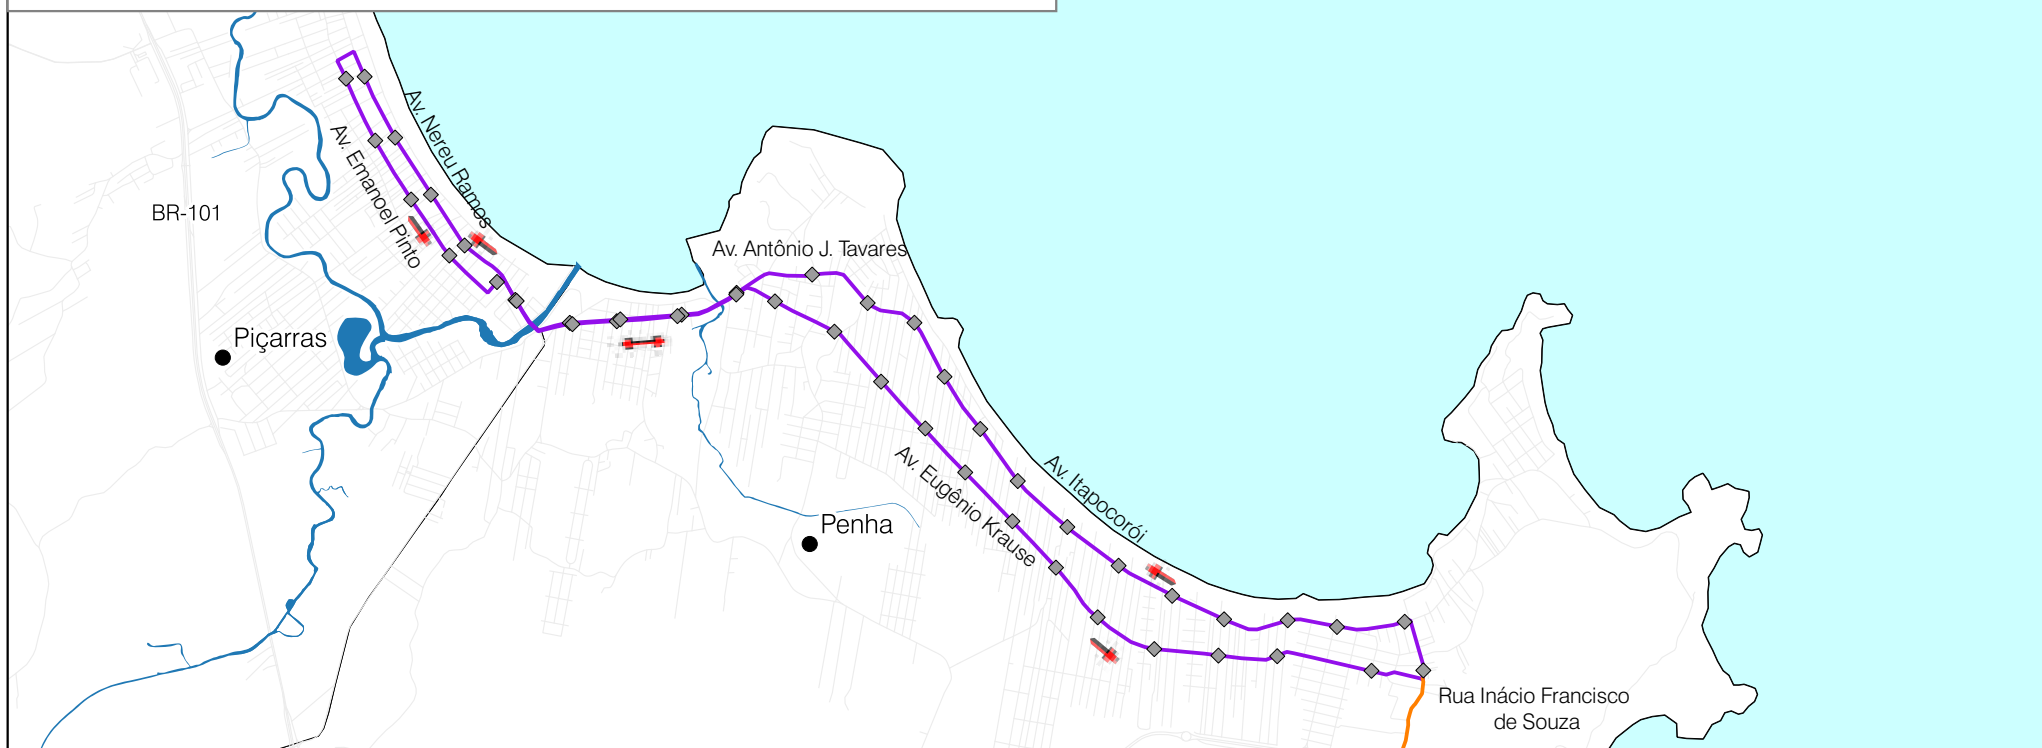 Av. Nereu Ramos
Av. Emanoel Pinto
BR-101
Av. Antônio J. Tavares
Piçarras
Av. Itapocorói
Av. Eugênio Krause
Penha
Rua Inácio Francisco
de Souza